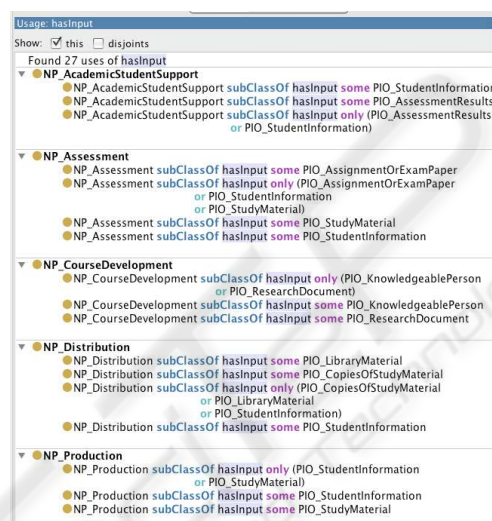 Usage: hasInput
Show: this disjoints
Found 27 uses of hasInput
NP_AcademicStudentSupport
NP_AcademicStudentSupport subClassOf hasInput some PIO_StudentInformation
NP_AcademicStudentSupport subClassOf hasInput some PIO_AssessmentResults
NP_AcademicStudentSupport subClassOf hasInput only (PIO_AssessmentResults
or PIO_StudentInformation)
NP_Assessment
NP_Assessment subClassOf hasInput some PIO_AssignmentOrExamPaper
NP_Assessment subClassOf hasInput only (PIO_AssignmentOrExamPaper
or PIO_StudentInformation
or PIO_StudyMaterial)
NP_Assessment subClassOf hasInput some PIO_StudyMaterial
NP_Assessment subClassOf hasInput some PIO_StudentInformation
NP_CourseDevelopment
NP_CourseDevelopment subClassOf hasInput only (PIO_KnowledgeablePerson
or PIO_ResearchDocument)
NP_CourseDevelopment subClassOf hasInput some PIO_KnowledgeablePerson
NP_CourseDevelopment subClassOf hasInput some PIO_ResearchDocument
NP_Distribution
NP_Distribution subClassOf hasInput some PIO_LibraryMaterial
NP_Distribution subClassOf hasInput some PIO_CopiesOfStudyMaterial
NP_Distribution subClassOf hasInput only (PIO_CopiesOfStudyMaterial
or PIO_LibraryMaterial
or PIO_StudentInformation)
NP_Distribution subClassOf hasInput some PIO_StudentInformation
NP_Production
NP_Production subClassOf hasInput only (PIO_StudentInformation
or PIO_StudyMaterial)
NP_Production subClassOf hasInput some PIO_StudentInformation
NP_Production subClassOf hasInput some PIO_StudyMaterial